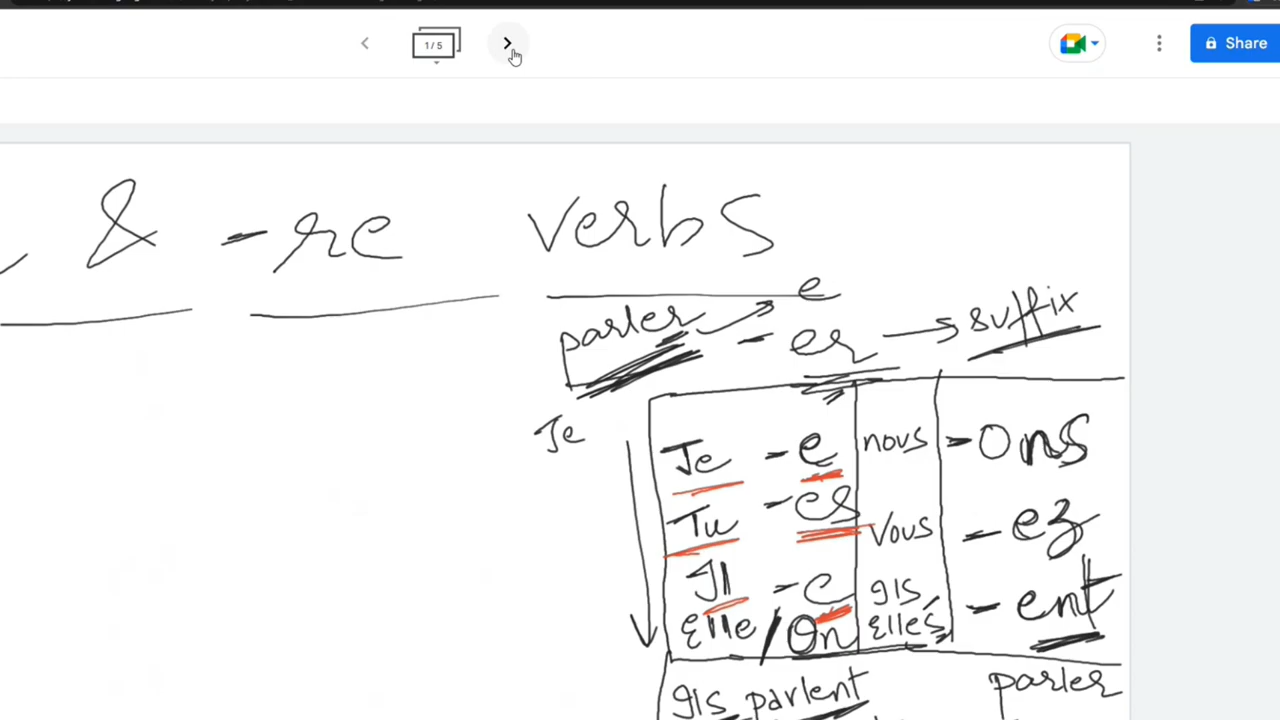 1 / 5
Share
& -re verbs
e
parler - er → suffix
Je
Je - e nous - ons
Tu - es vous - ez
Il - e Ils,
Elle / On Elles, - ent
Ils parlent parler